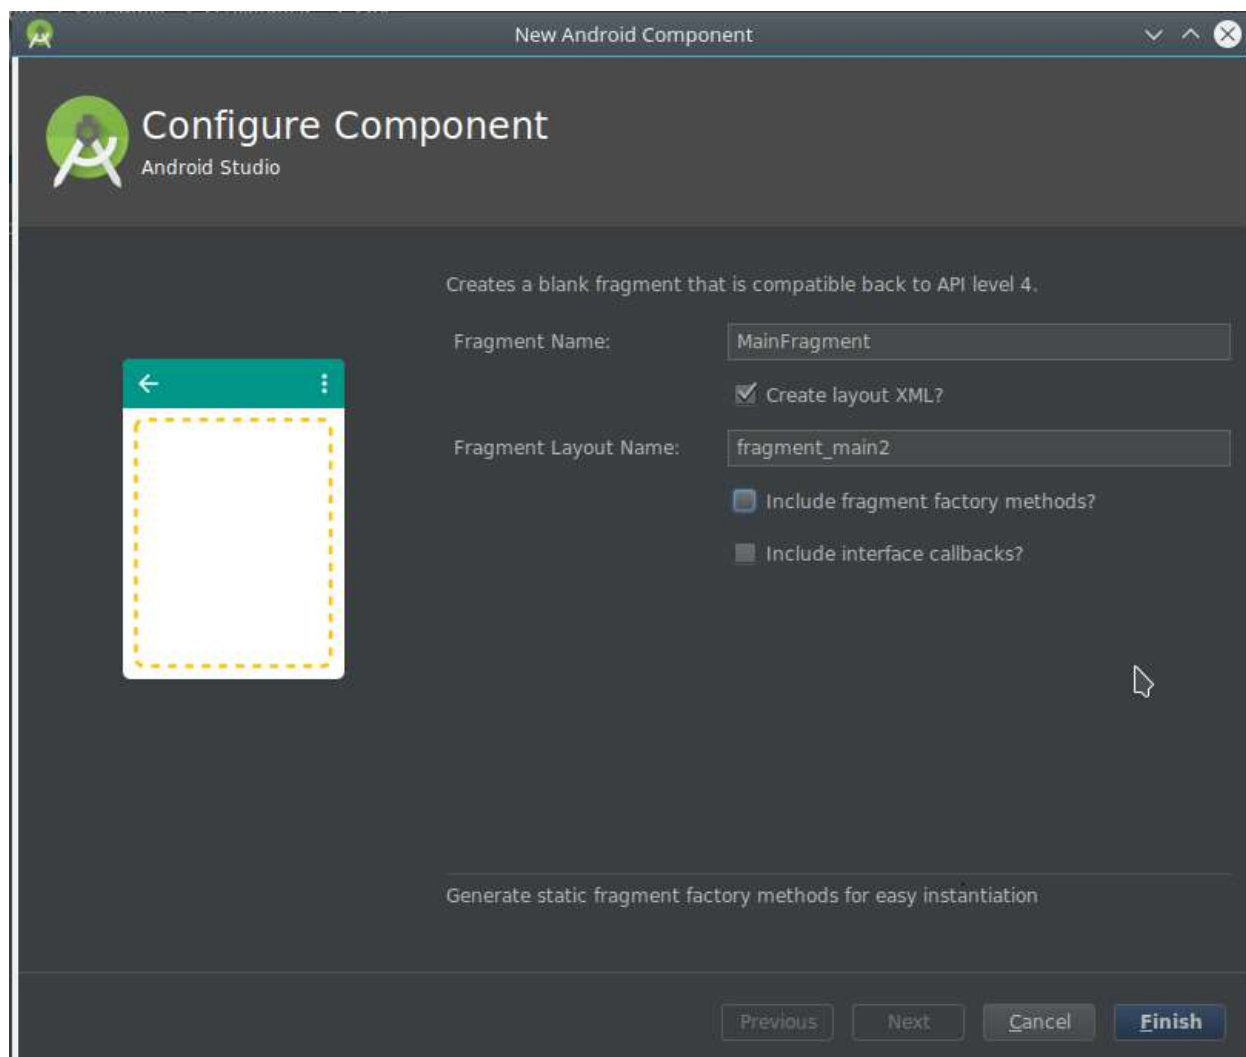 New Android Component
Configure Component
Android Studio
Creates a blank fragment that is compatible back to API level 4.
Fragment Name:
MainFragment
Create layout XML?
Fragment Layout Name:
fragment_main2
Include fragment factory methods?
Include interface callbacks?
Generate static fragment factory methods for easy instantiation
Previous
Next
Cancel
Finish